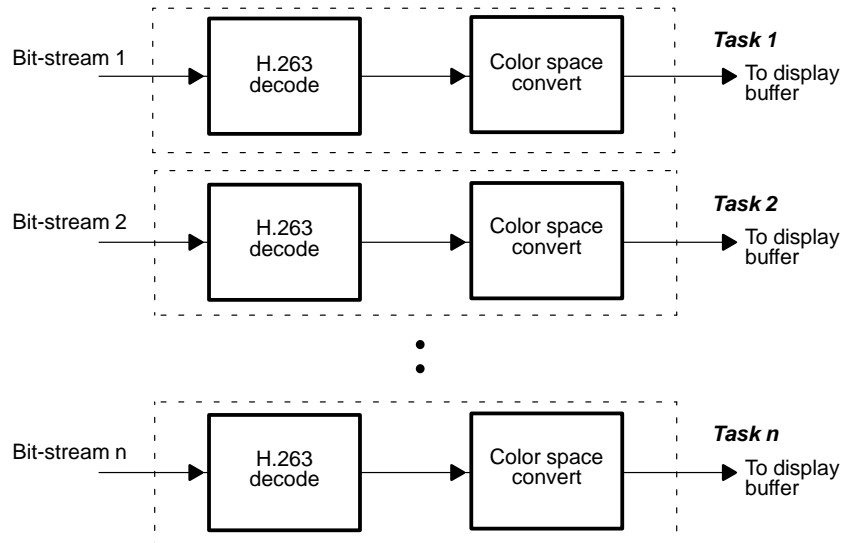 Bit-stream 1
H.263
decode
Color space
convert
Task 1
To display
buffer
Bit-stream 2
H.263
decode
Color space
convert
Task 2
To display
buffer
Bit-stream n
H.263
decode
Color space
convert
Task n
To display
buffer